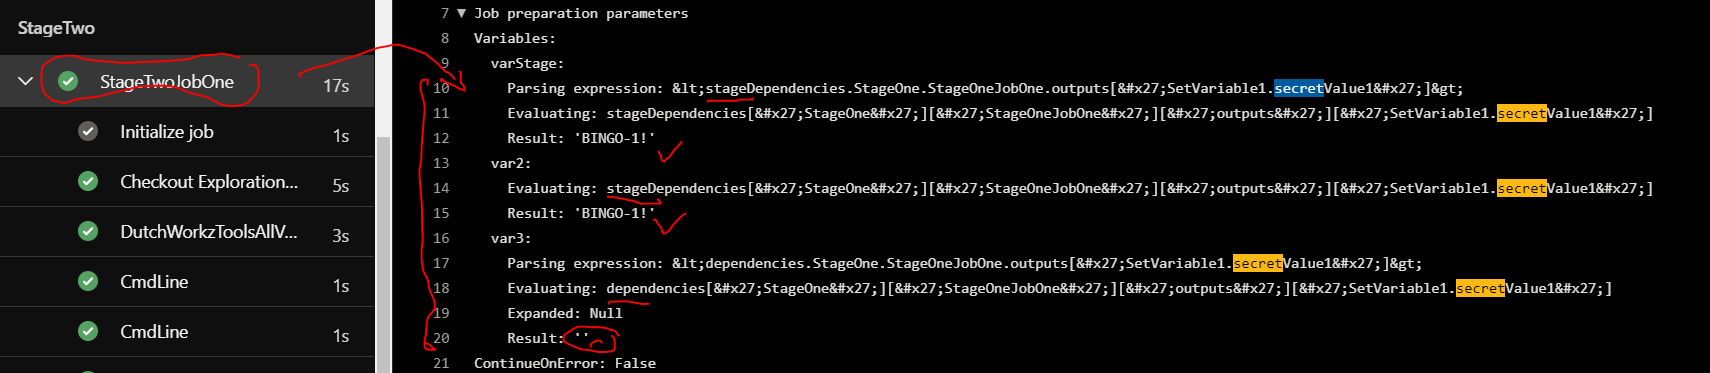 StageTwo
StageTwoJobOne 17s
Initialize job 1s
Checkout Exploration... 5s
DutchWorkzToolsAllV... 3s
CmdLine 1s
CmdLine 1s
7 Job preparation parameters
8 Variables:
9 varStage:
10 Parsing expression: &lt;stageDependencies.StageOne.StageOneJobOne.outputs[&#x27;SetVariable1.secretValue1&#x27;]&gt;
11 Evaluating: stageDependencies[&#x27;StageOne&#x27;][&#x27;StageOneJobOne&#x27;][&#x27;outputs&#x27;][&#x27;SetVariable1.secretValue1&#x27;]
12 Result: 'BINGO-1!'
13 var2:
14 Evaluating: stageDependencies[&#x27;StageOne&#x27;][&#x27;StageOneJobOne&#x27;][&#x27;outputs&#x27;][&#x27;SetVariable1.secretValue1&#x27;]
15 Result: 'BINGO-1!'
16 var3:
17 Parsing expression: &lt;dependencies.StageOne.StageOneJobOne.outputs[&#x27;SetVariable1.secretValue1&#x27;]&gt;
18 Evaluating: dependencies[&#x27;StageOne&#x27;][&#x27;StageOneJobOne&#x27;][&#x27;outputs&#x27;][&#x27;SetVariable1.secretValue1&#x27;]
19 Expanded: Null
20 Result: ''
21 ContinueOnError: False